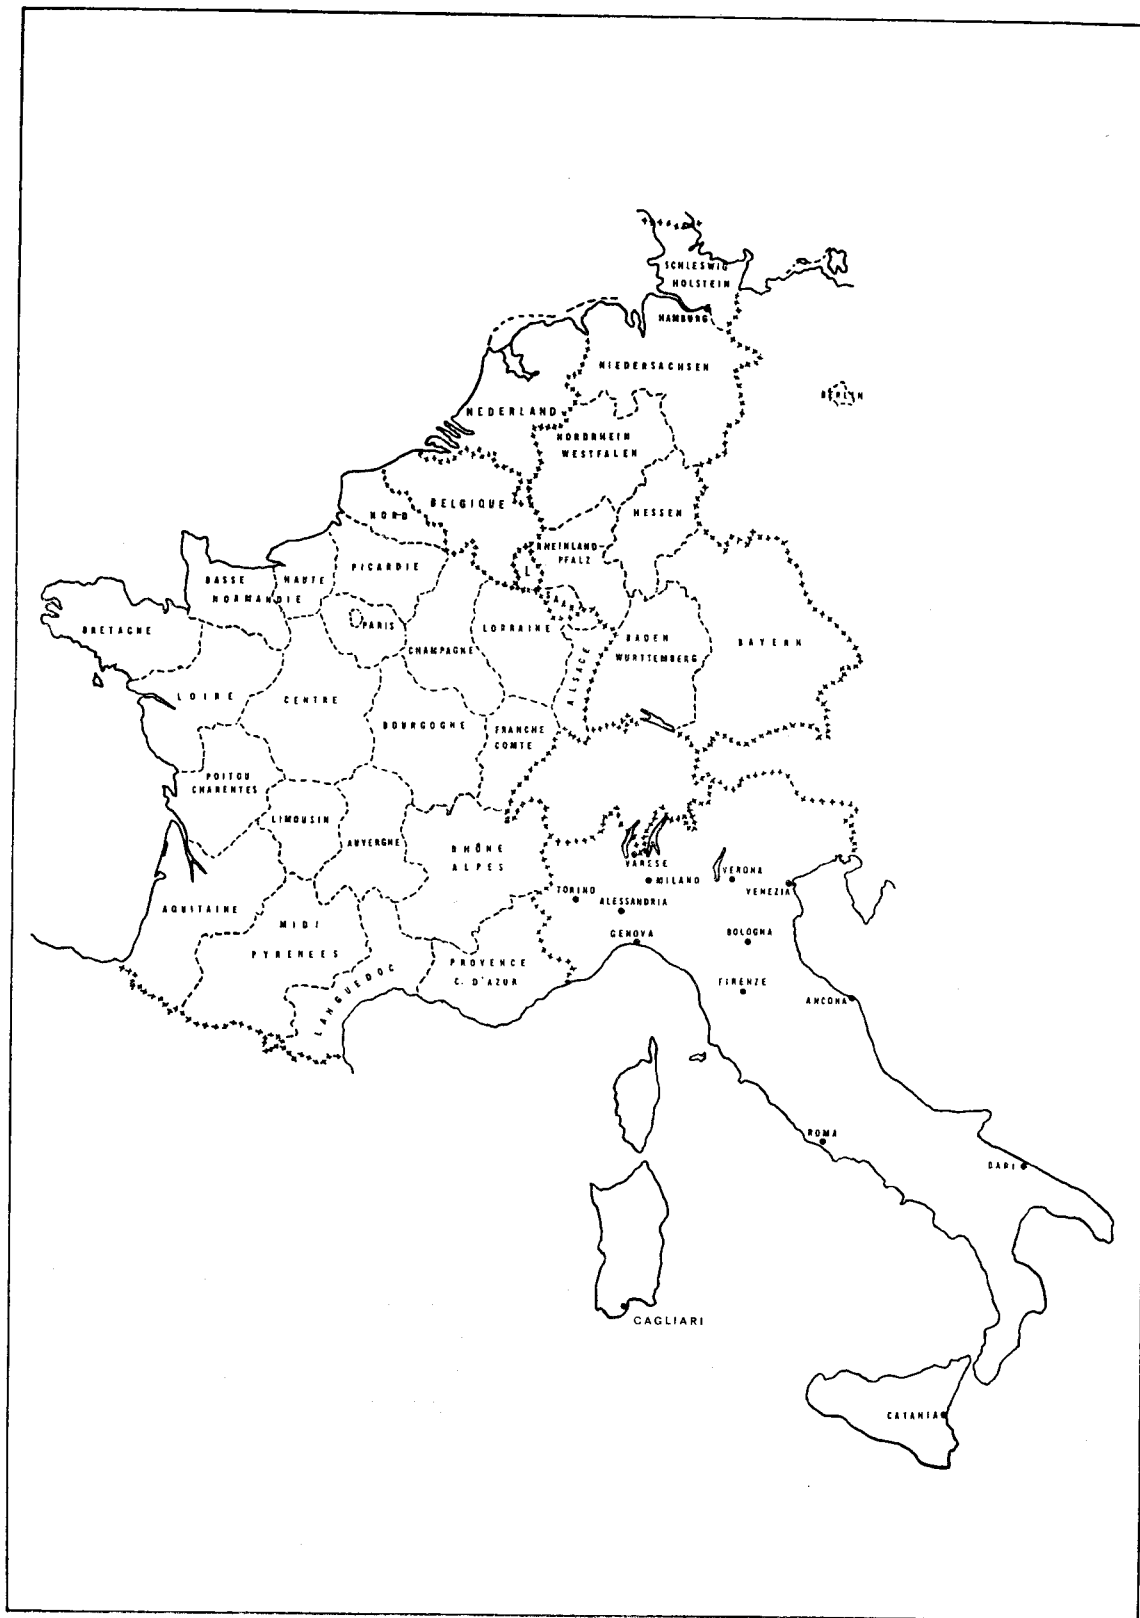 SCHLESWIG
HOLSTEIN
HAMBURG
NIEDERSACHSEN
BERLIN
NEDERLAND
NORDRHEIN
WESTFALEN
BELGIQUE
HESSEN
NORD
RHEINLAND
PFALZ
L
PICARDIE
BASSE
HAUTE
NORMANDIE
SAAR
PARIS
LORRAINE
BRETAGNE
BADEN
WURTTEMBERG
BAYERN
CHAMPAGNE
ALSACE
LOIRE
CENTRE
BOURGOGNE
FRANCHE
COMTE
POITOU
CHARENTES
LIMOUSIN
AUVERGNE
RHÔNE
ALPES
VARESE
MILANO
VERONA
VENEZIA
TORINO
ALESSANDRIA
AQUITAINE
MIDI
PYRENEES
GENOVA
BOLOGNA
PROVENCE
C. D'AZUR
LANGUEDOC
FIRENZE
ANCONA
ROMA
BARI
CAGLIARI
CATANIA